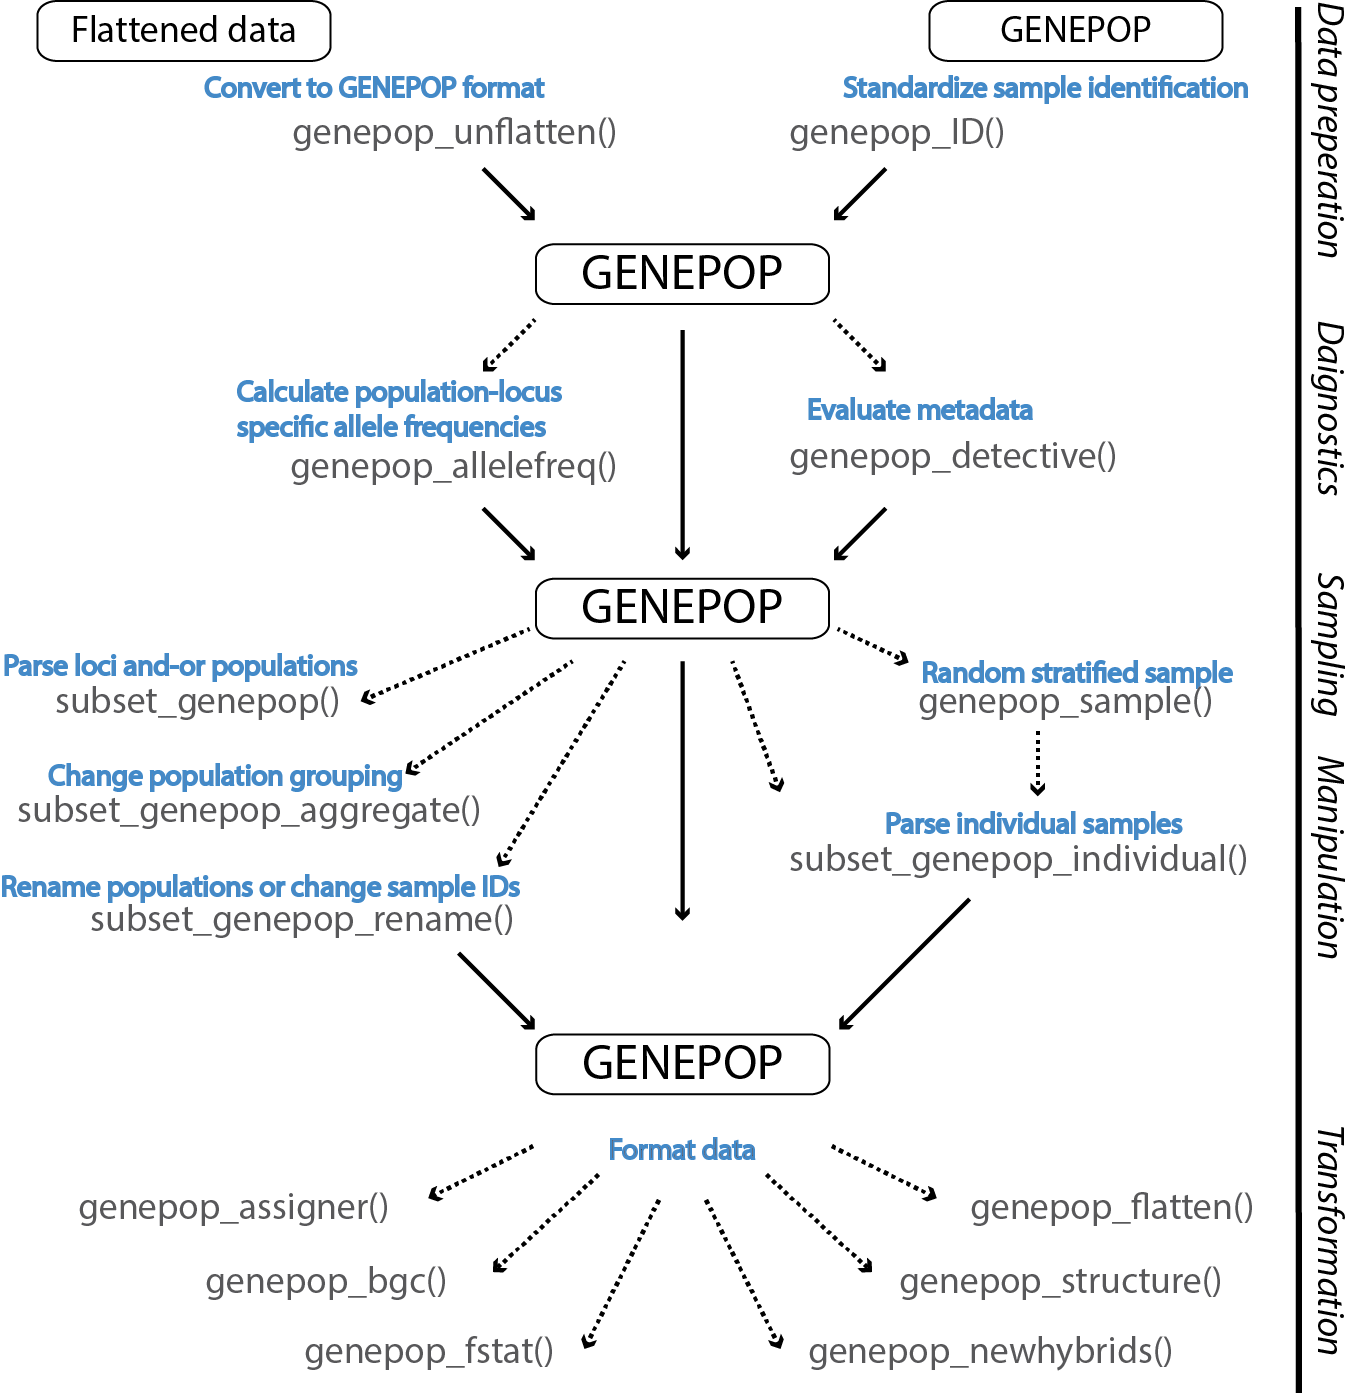 Flattened data
GENEPOP
Convert to GENEPOP format
genepop_unflatten()
Standardize sample identification
genepop_ID()
Data preperation
GENEPOP
Calculate population-locus
specific allele frequencies
genepop_allelefreq()
Evaluate metadata
genepop_detective()
Daignostics
GENEPOP
Sampling
Parse loci and-or populations
subset_genepop()
Random stratified sample
genepop_sample()
Change population grouping
subset_genepop_aggregate()
Parse individual samples
subset_genepop_individual()
Rename populations or change sample IDs
subset_genepop_rename()
Manipulation
GENEPOP
Format data
genepop_assigner()
genepop_flatten()
genepop_bgc()
genepop_structure()
genepop_fstat()
genepop_newhybrids()
Transformation